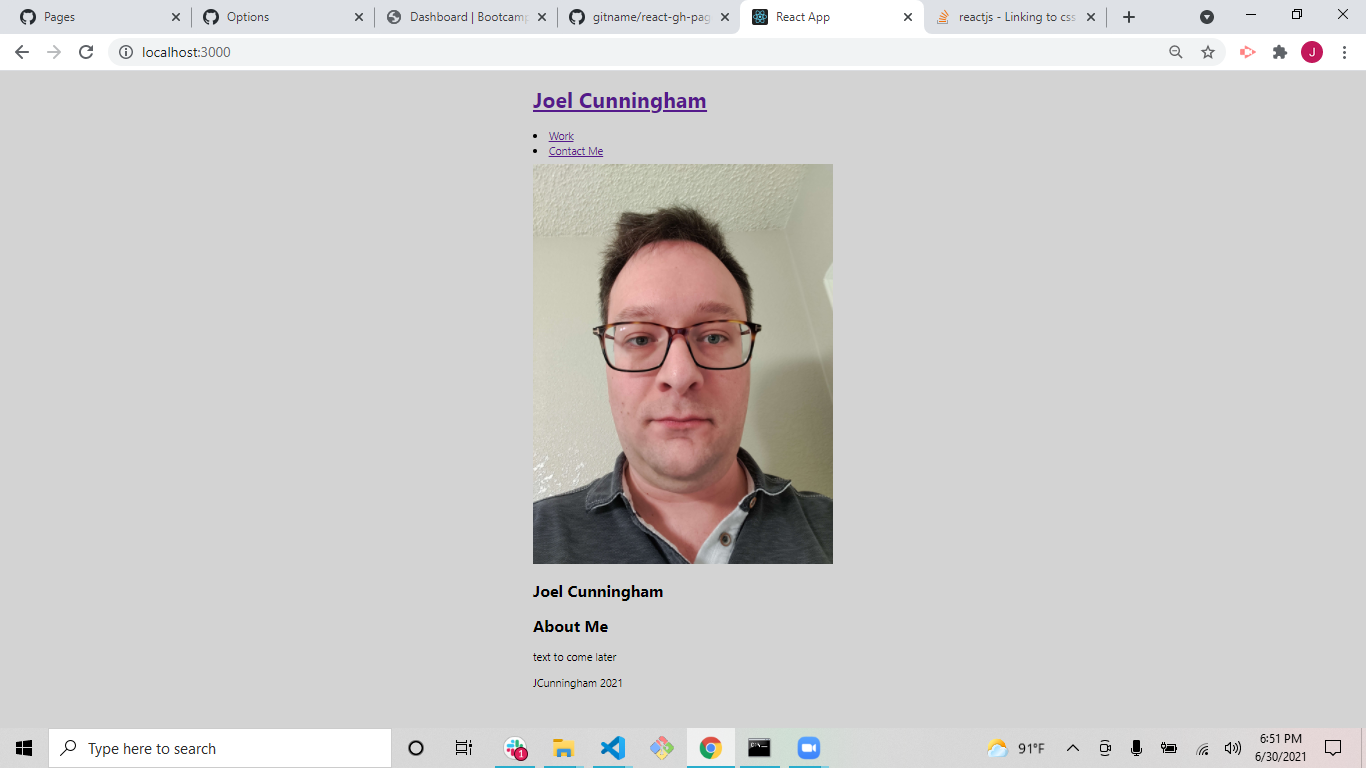 Pages
Options
Dashboard | Bootcamp
gitname/react-gh-pag
React App
reactjs - Linking to css
localhost:3000
J
Joel Cunningham
Work
Contact Me
Joel Cunningham
About Me
text to come later
JCunningham 2021
Type here to search
1
91°F
6:51 PM
6/30/2021